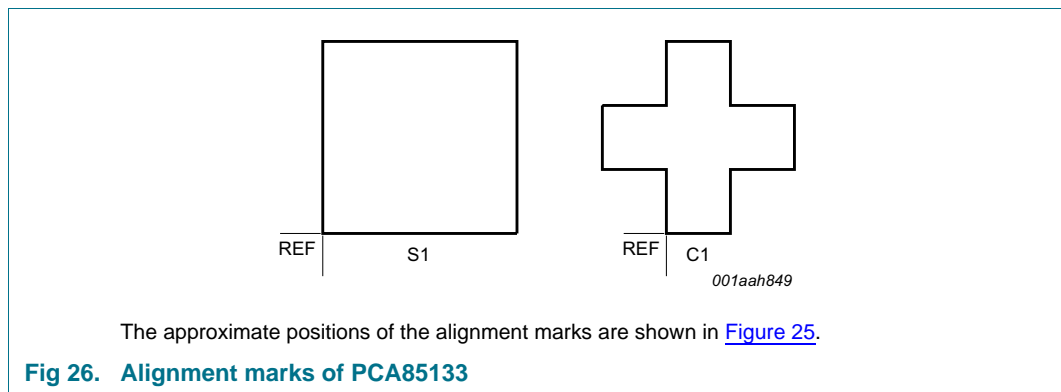 REF
S1
REF
C1
001aah849
The approximate positions of the alignment marks are shown in Figure 25.
Fig 26. Alignment marks of PCA85133